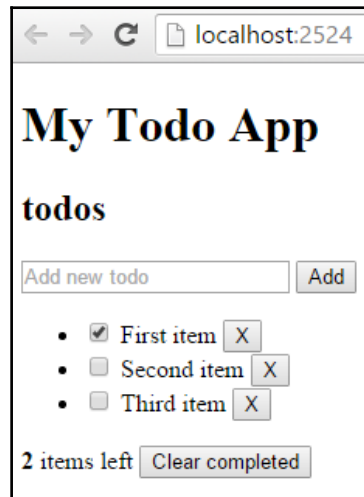 localhost:2524
My Todo App
todos
Add new todo Add
First item X
Second item X
Third item X
2 items left Clear completed